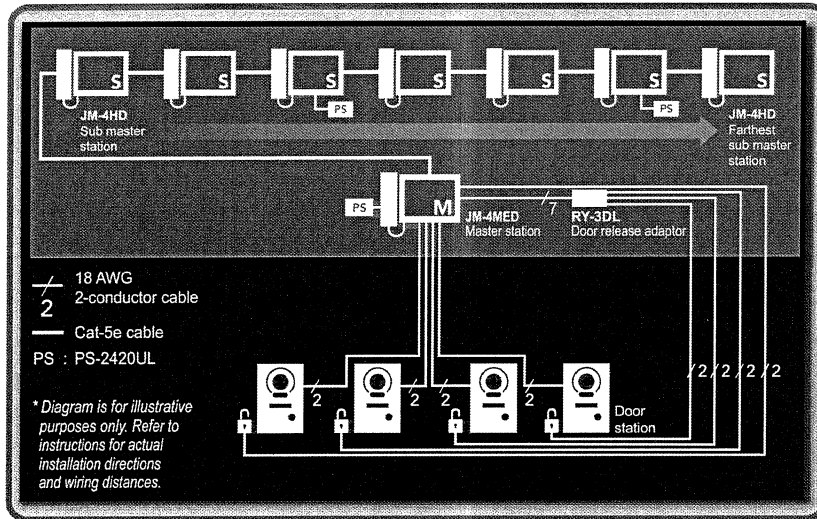 S S S S S S S
PS PS
JM-4HD
Sub master
station
JM-4HD
Farthest
sub master
station
PS
M
7
JM-4MED
Master station
RY-3DL
Door release adaptor
2
18 AWG
2-conductor cable
Cat-5e cable
PS : PS-2420UL
2 2 2 2
2 2 2 2
Door
station
* Diagram is for illustrative
purposes only. Refer to
instructions for actual
installation directions
and wiring distances.